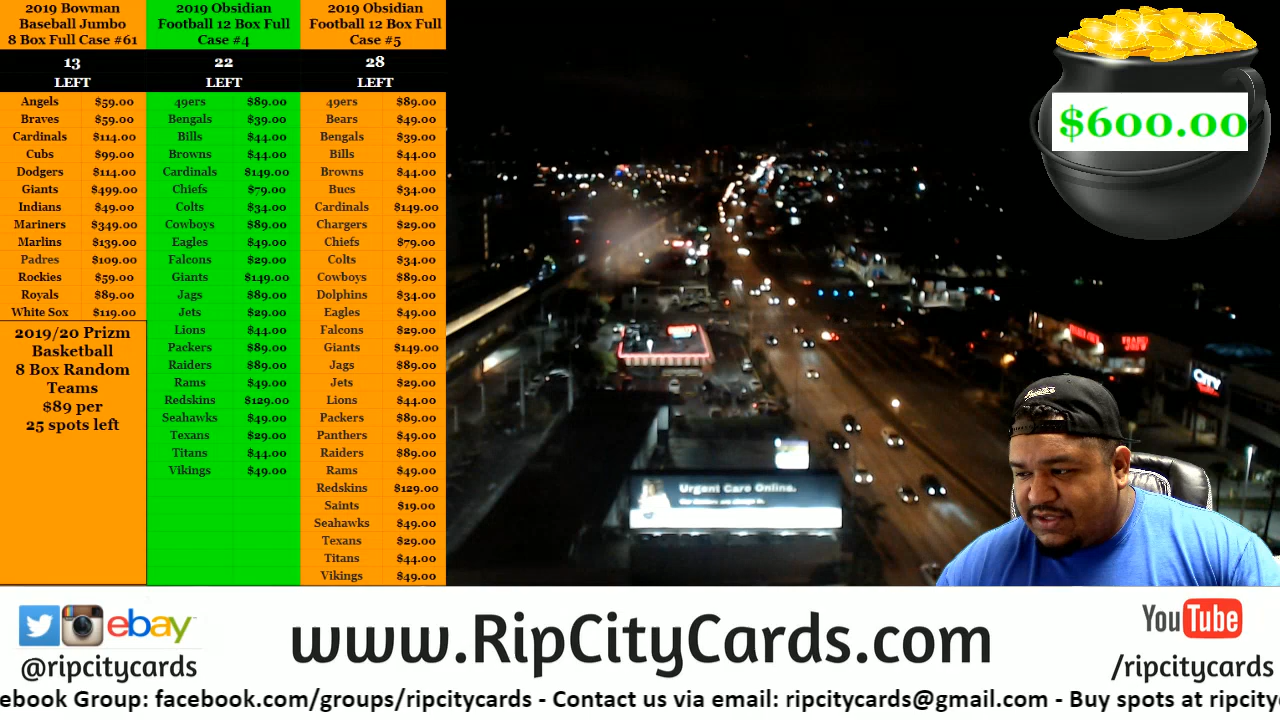 2019 Bowman
Baseball Jumbo
8 Box Full Case #61
13
LEFT
Angels $59.00
Braves $59.00
Cardinals $114.00
Cubs $99.00
Dodgers $114.00
Giants $499.00
Indians $49.00
Mariners $349.00
Marlins $139.00
Padres $109.00
Rockies $59.00
Royals $89.00
White Sox $119.00
2019/20 Prizm
Basketball
8 Box Random
Teams
$89 per
25 spots left
2019 Obsidian
Football 12 Box Full
Case #4
22
LEFT
49ers $89.00
Bengals $39.00
Bills $44.00
Browns $44.00
Cardinals $149.00
Chiefs $79.00
Colts $34.00
Cowboys $89.00
Eagles $49.00
Falcons $29.00
Giants $149.00
Jags $89.00
Jets $29.00
Lions $44.00
Packers $89.00
Raiders $89.00
Rams $49.00
Redskins $129.00
Seahawks $49.00
Texans $29.00
Titans $44.00
Vikings $49.00
2019 Obsidian
Football 12 Box Full
Case #5
28
LEFT
49ers $89.00
Bears $49.00
Bengals $39.00
Bills $44.00
Browns $44.00
Bucs $34.00
Cardinals $149.00
Chargers $29.00
Chiefs $79.00
Colts $34.00
Cowboys $89.00
Dolphins $34.00
Eagles $49.00
Falcons $29.00
Giants $149.00
Jags $89.00
Jets $29.00
Lions $44.00
Packers $89.00
Panthers $49.00
Raiders $89.00
Rams $49.00
Redskins $129.00
Saints $19.00
Seahawks $49.00
Texans $29.00
Titans $44.00
Vikings $49.00
$600.00
CITY
Urgent Care Online.
ebay
@ripcitycards
www.RipCityCards.com
YouTube
/ripcitycards
ebook Group: facebook.com/groups/ripcitycards - Contact us via email: ripcitycards@gmail.com - Buy spots at ripcity